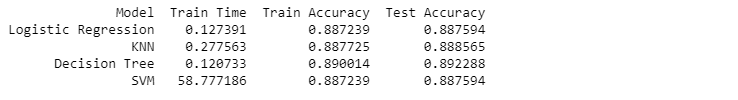 Model Train Time Train Accuracy Test Accuracy
Logistic Regression 0.127391 0.887239 0.887594
KNN 0.277563 0.887725 0.888565
Decision Tree 0.120733 0.890014 0.892288
SVM 58.777186 0.887239 0.887594